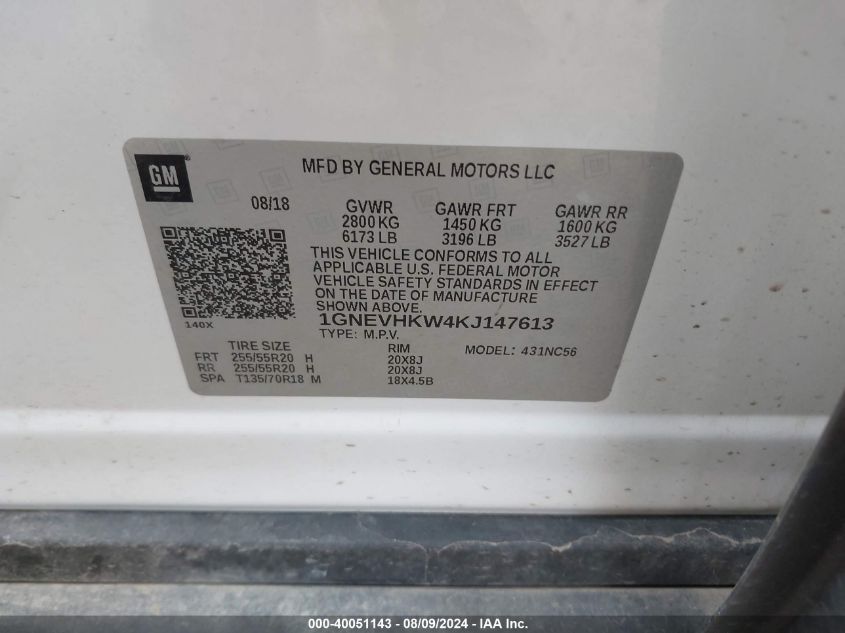 GM ®
MFD BY GENERAL MOTORS LLC
08/18 GVWR GAWR FRT GAWR RR
2800 KG 1450 KG 1600 KG
6173 LB 3196 LB 3527 LB
THIS VEHICLE CONFORMS TO ALL
APPLICABLE U.S. FEDERAL MOTOR
VEHICLE SAFETY STANDARDS IN EFFECT
ON THE DATE OF MANUFACTURE
SHOWN ABOVE.
140X
1GNEVHKW4KJ147613
TYPE: M.P.V.
TIRE SIZE RIM MODEL: 431NC56
FRT 255/55R20 H 20X8J
RR 255/55R20 H 20X8J
SPA T135/70R18 M 18X4.5B
000-40051143 - 08/09/2024 - IAA Inc.